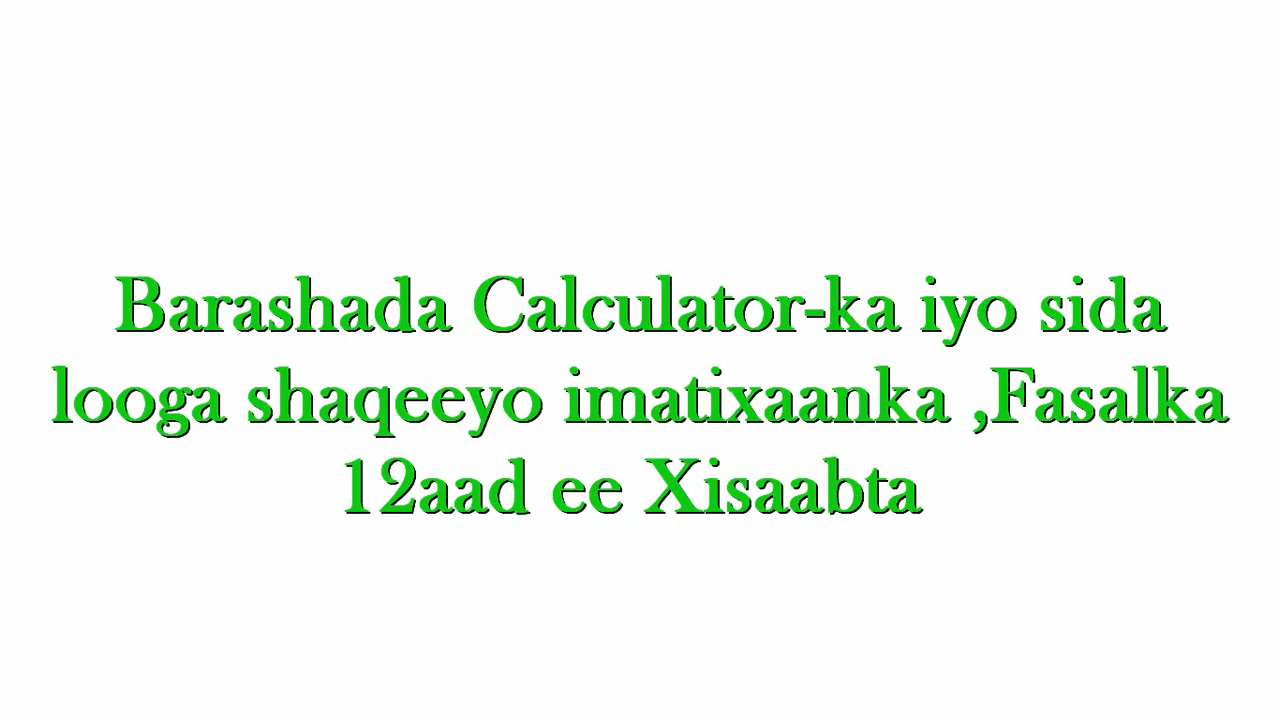 Barashada Calculator-ka iyo sida
looga shaqeeyo imatixaanka ,Fasalka
12aad ee Xisaabta